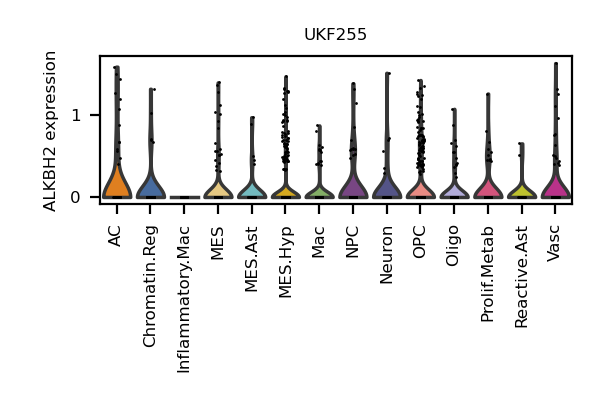 UKF255
ALKBH2 expression
1
0
AC
Chromatin.Reg
Inflammatory.Mac
MES
MES.Ast
MES.Hyp
Mac
NPC
Neuron
OPC
Oligo
Prolif.Metab
Reactive.Ast
Vasc